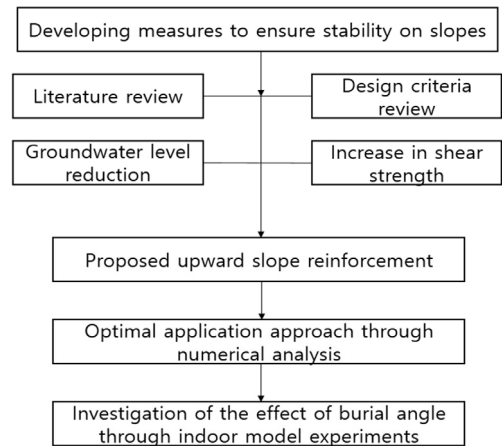 Developing measures to ensure stability on slopes
Literature review
Design criteria
review
Groundwater level
reduction
Increase in shear
strength
Proposed upward slope reinforcement
Optimal application approach through
numerical analysis
Investigation of the effect of burial angle
through indoor model experiments